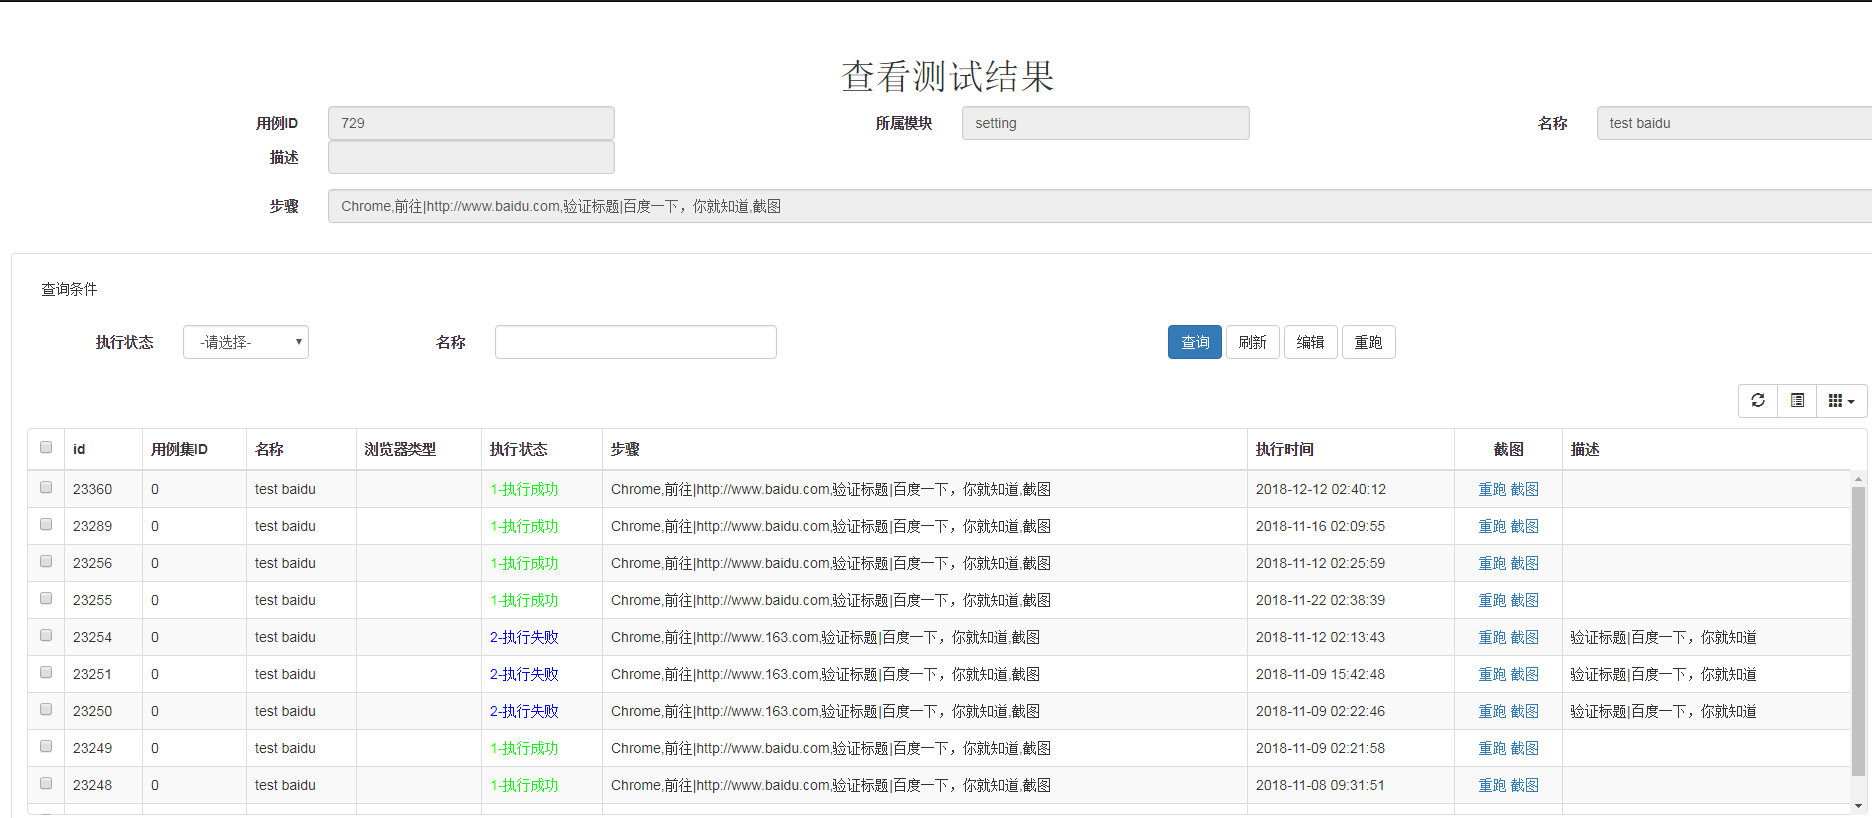 查看测试结果
用例ID 729 所属模块 setting 名称 test baidu
描述
步骤 Chrome,前往|http://www.baidu.com,验证标题|百度一下，你就知道,截图
查询条件
执行状态 -请选择- 名称 查询 刷新 编辑 重跑
id 用例集ID 名称 浏览器类型 执行状态 步骤 执行时间 截图 描述
23360 0 test baidu 1-执行成功 Chrome,前往|http://www.baidu.com,验证标题|百度一下，你就知道,截图 2018-12-12 02:40:12 重跑 截图
23289 0 test baidu 1-执行成功 Chrome,前往|http://www.baidu.com,验证标题|百度一下，你就知道,截图 2018-11-16 02:09:55 重跑 截图
23256 0 test baidu 1-执行成功 Chrome,前往|http://www.baidu.com,验证标题|百度一下，你就知道,截图 2018-11-12 02:25:59 重跑 截图
23255 0 test baidu 1-执行成功 Chrome,前往|http://www.baidu.com,验证标题|百度一下，你就知道,截图 2018-11-22 02:38:39 重跑 截图
23254 0 test baidu 2-执行失败 Chrome,前往|http://www.163.com,验证标题|百度一下，你就知道,截图 2018-11-12 02:13:43 重跑 截图 验证标题|百度一下，你就知道
23251 0 test baidu 2-执行失败 Chrome,前往|http://www.163.com,验证标题|百度一下，你就知道,截图 2018-11-09 15:42:48 重跑 截图 验证标题|百度一下，你就知道
23250 0 test baidu 2-执行失败 Chrome,前往|http://www.163.com,验证标题|百度一下，你就知道,截图 2018-11-09 02:22:46 重跑 截图 验证标题|百度一下，你就知道
23249 0 test baidu 1-执行成功 Chrome,前往|http://www.baidu.com,验证标题|百度一下，你就知道,截图 2018-11-09 02:21:58 重跑 截图
23248 0 test baidu 1-执行成功 Chrome,前往|http://www.baidu.com,验证标题|百度一下，你就知道,截图 2018-11-08 09:31:51 重跑 截图